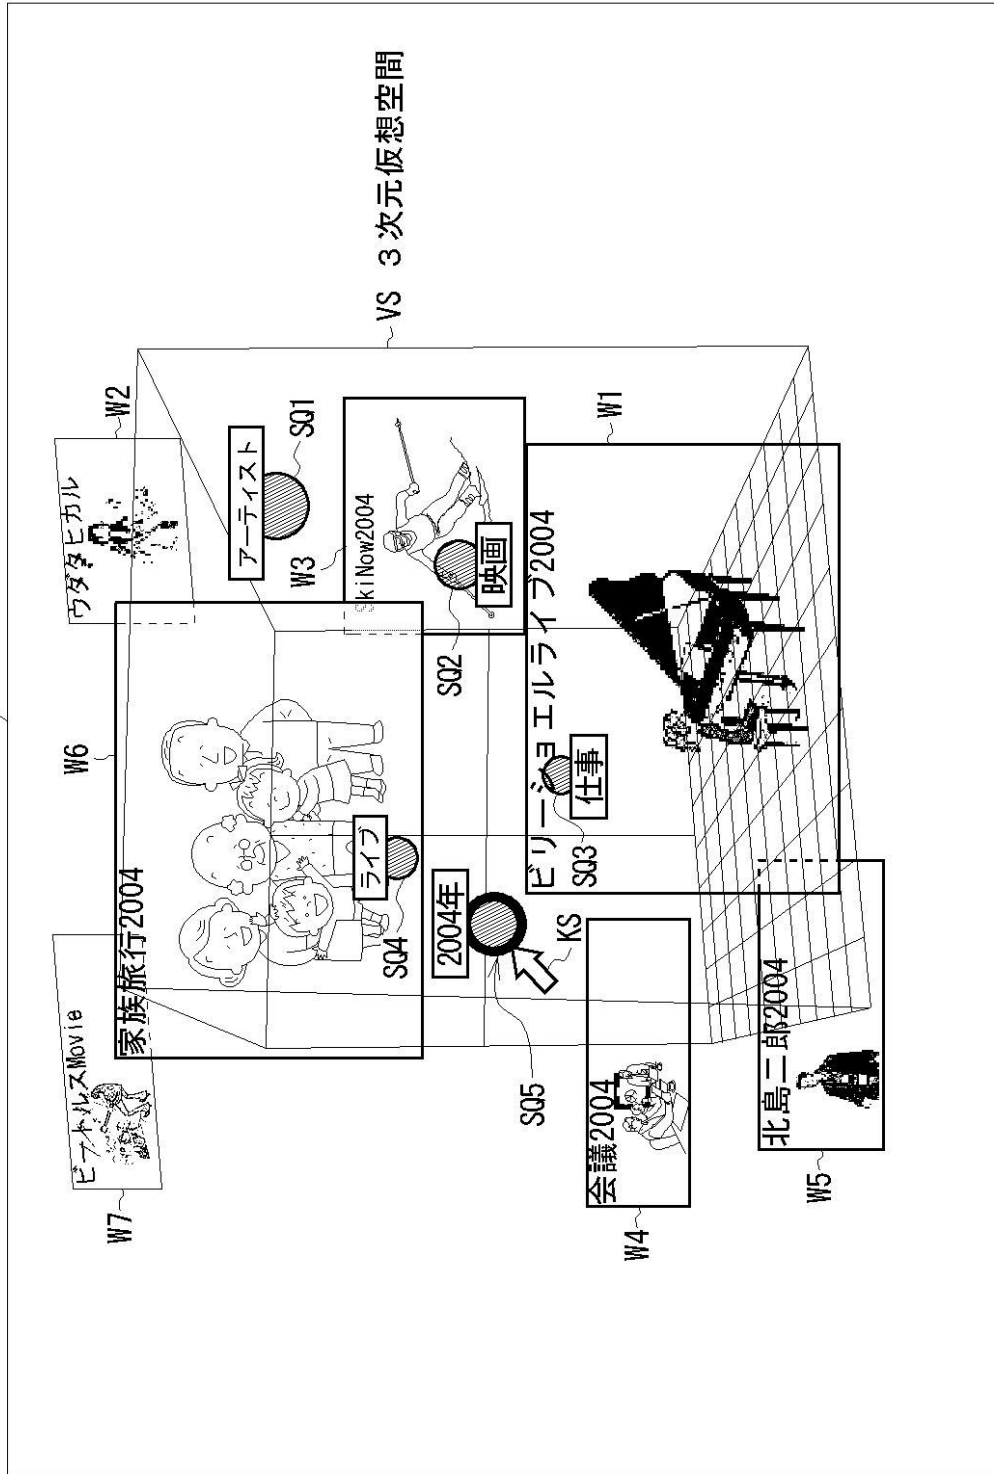 W6
W2
W7
ビートルズMovie
家族旅行2004
ウタダヒカル
アーティスト
SQ1
W3
SkiNow2004
ライブ
SQ4
VS 3次元仮想空間
2004年
SQ2
映画
SQ5
KS
ビリージョエルライブ2004
仕事
SQ3
W1
会議2004
W4
北島二郎2004
W5